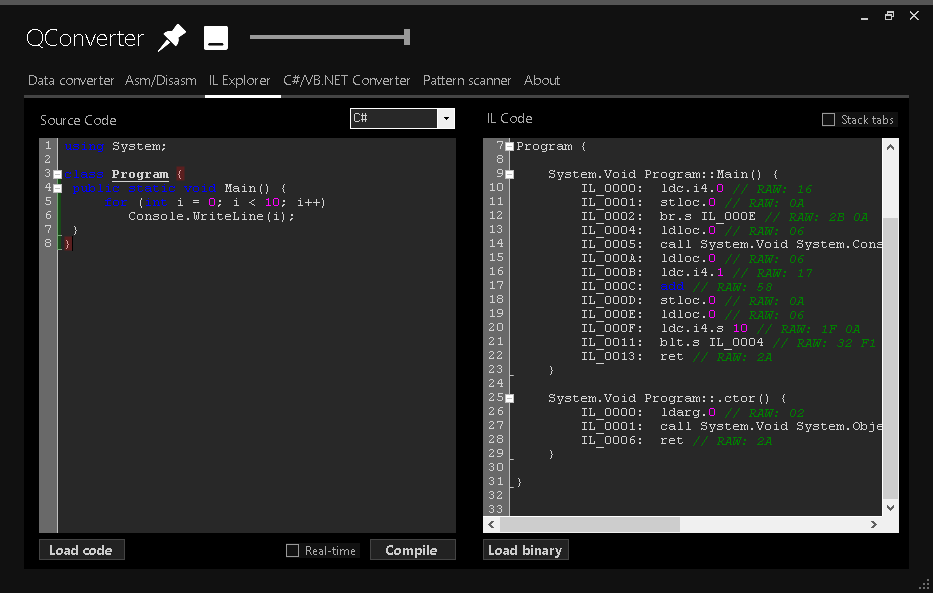 QConverter
Data converter Asm/Disasm IL Explorer C#/VB.NET Converter Pattern scanner About
Source Code
C#
1 using System;
2
3 class Program {
4 public static void Main() {
5 for (int i = 0; i < 10; i++)
6 Console.WriteLine(i);
7 }
8 }
Load code
Real-time
Compile
IL Code
Stack tabs
7 Program {
8
9 System.Void Program::Main() {
10 IL_0000: ldc.i4.0 // RAW: 16
11 IL_0001: stloc.0 // RAW: 0A
12 IL_0002: br.s IL_000E // RAW: 2B 0A
13 IL_0004: ldloc.0 // RAW: 06
14 IL_0005: call System.Void System.Cons
15 IL_000A: ldloc.0 // RAW: 06
16 IL_000B: ldc.i4.1 // RAW: 17
17 IL_000C: add // RAW: 58
18 IL_000D: stloc.0 // RAW: 0A
19 IL_000E: ldloc.0 // RAW: 06
20 IL_000F: ldc.i4.s 10 // RAW: 1F 0A
21 IL_0011: blt.s IL_0004 // RAW: 32 F1
22 IL_0013: ret // RAW: 2A
23 }
24
25 System.Void Program::.ctor() {
26 IL_0000: ldarg.0 // RAW: 02
27 IL_0001: call System.Void System.Obje
28 IL_0006: ret // RAW: 2A
29 }
30
31 }
32
33
Load binary